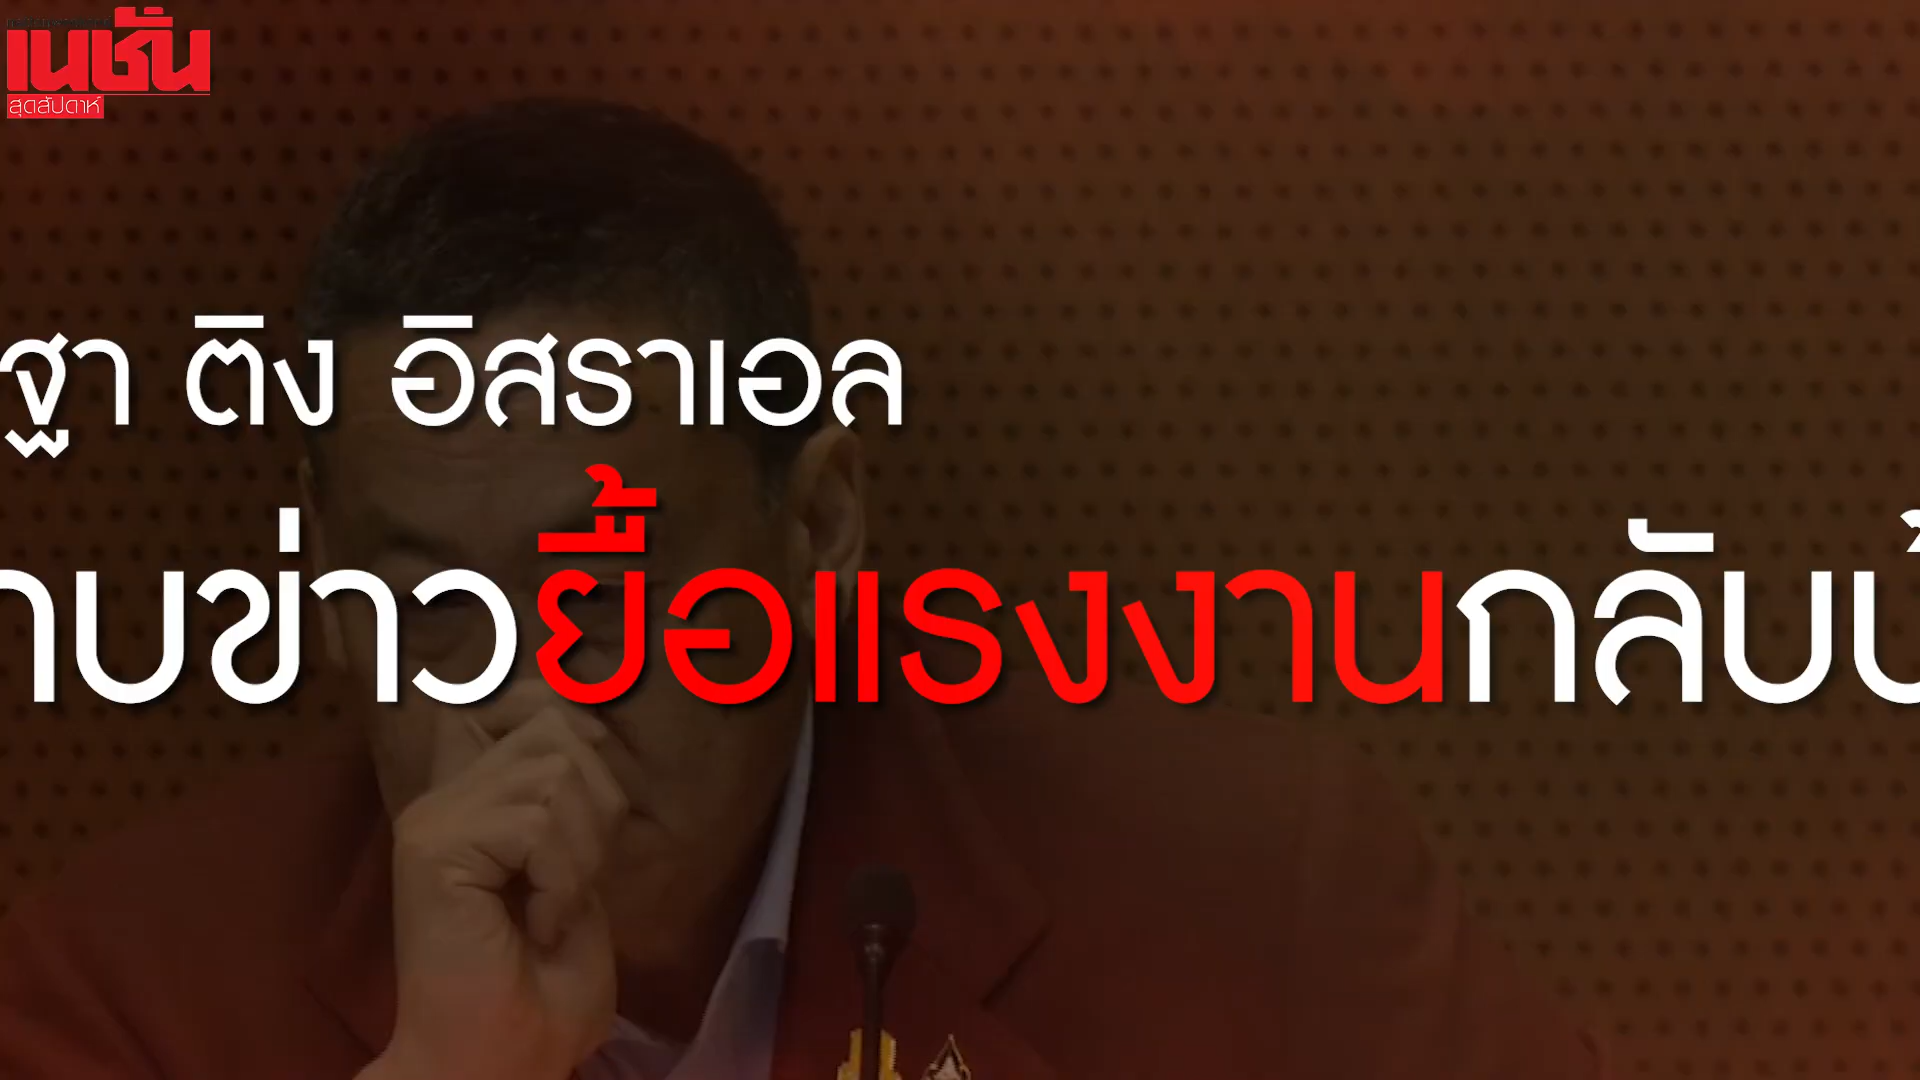 เนชั่น
สุดสัปดาห์
ฐา ติง อิสราเอล
าบข่าวยื้อแรงงานกลับบ้